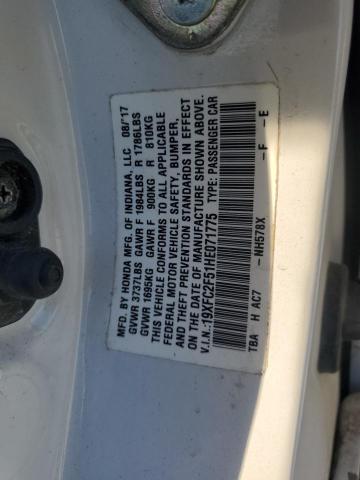 MFD. BY HONDA MFG. OF INDIANA, LLC 08/'17
GVWR 3737LBS GAWR F 1984LBS R 1786LBS
GVWR 1695KG GAWR F 900KG R 810KG
THIS VEHICLE CONFORMS TO ALL APPLICABLE
FEDERAL MOTOR VEHICLE SAFETY, BUMPER,
AND THEFT PREVENTION STANDARDS IN EFFECT
ON THE DATE OF MANUFACTURE SHOWN ABOVE.
V.I.N.:19XFC2F51HE071775 TYPE: PASSENGER CAR
TBA H AC7 -NH578X -F -E